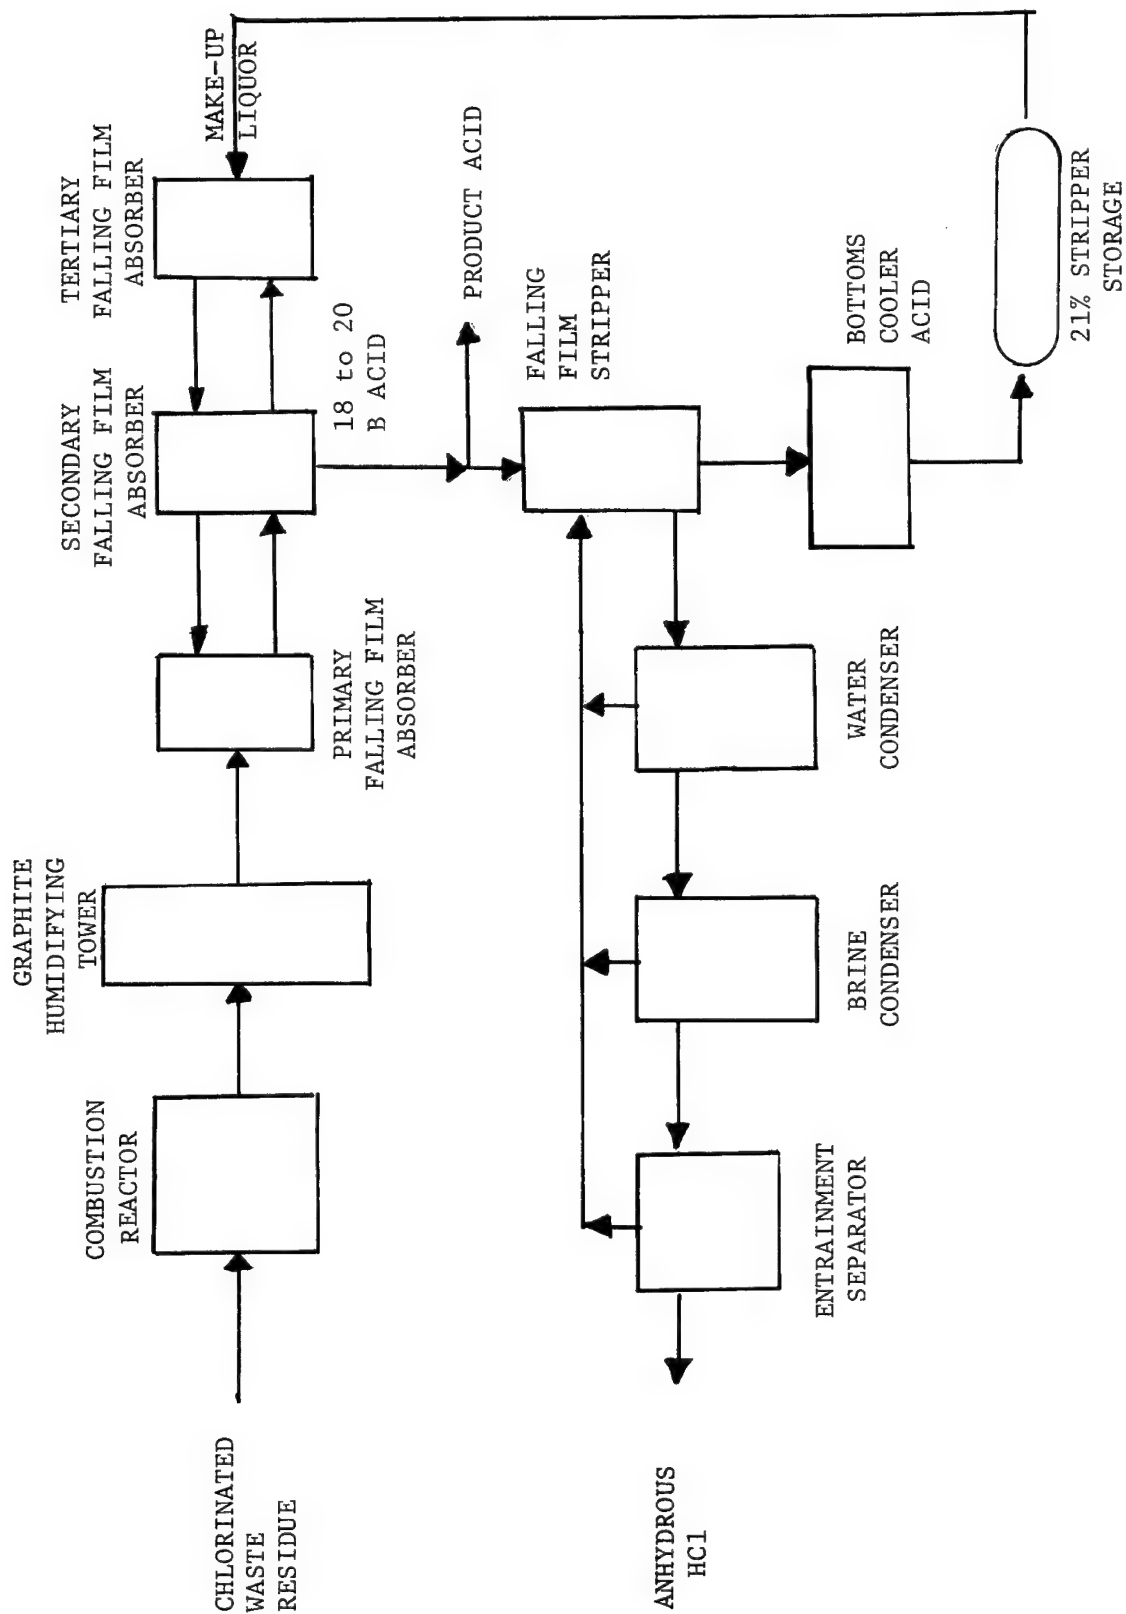 CHLORINATED
WASTE
RESIDUE
COMBUSTION
REACTOR
GRAPHITE
HUMIDIFYING
TOWER
PRIMARY
FALLING FILM
ABSORBER
SECONDARY
FALLING FILM
ABSORBER
TERTIARY
FALLING FILM
ABSORBER
MAKE-UP
LIQUOR
18 to 20
B ACID
PRODUCT ACID
FALLING
FILM
STRIPPER
ANHYDROUS
HCl
ENTRAINMENT
SEPARATOR
BRINE
CONDENSER
WATER
CONDENSER
BOTTOMS
COOLER
ACID
21% STRIPPER
STORAGE